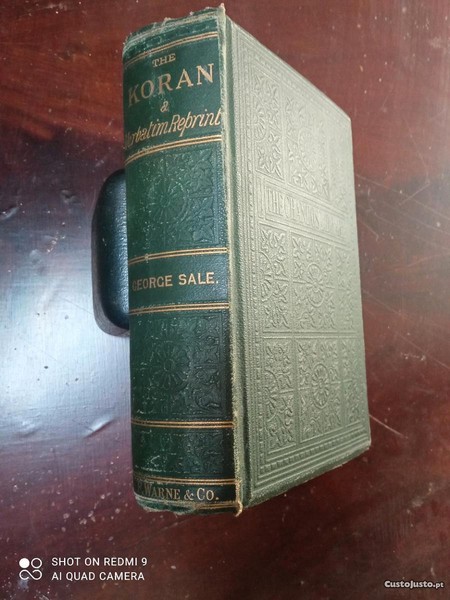 THE
KORAN
&
Verbatim Reprint
GEORGE SALE.
WARNE & CO.
SHOT ON REDMI 9
AI QUAD CAMERA
CustoJusto.pt